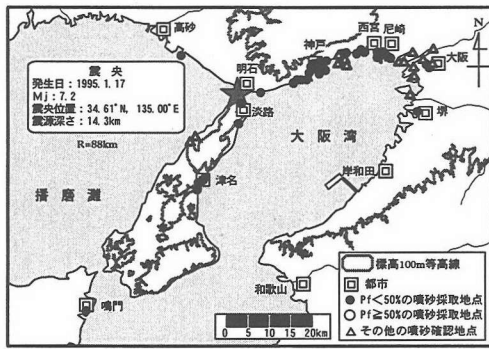 高砂
西宮 尼崎
神戸
N
震央
発生日：1995.1.17
Mj：7.2
震央位置：34.61°N, 135.00°E
震源深さ：14.3km
明石
大阪
淡路
堺
R=88km
大阪湾
播磨灘
津名
岸和田
標高100m等高線
都市
和歌山
Pf＜50%の噴砂採取地点
鳴門
Pf≧50%の噴砂採取地点
その他の噴砂確認地点
0 5 10 15 20km